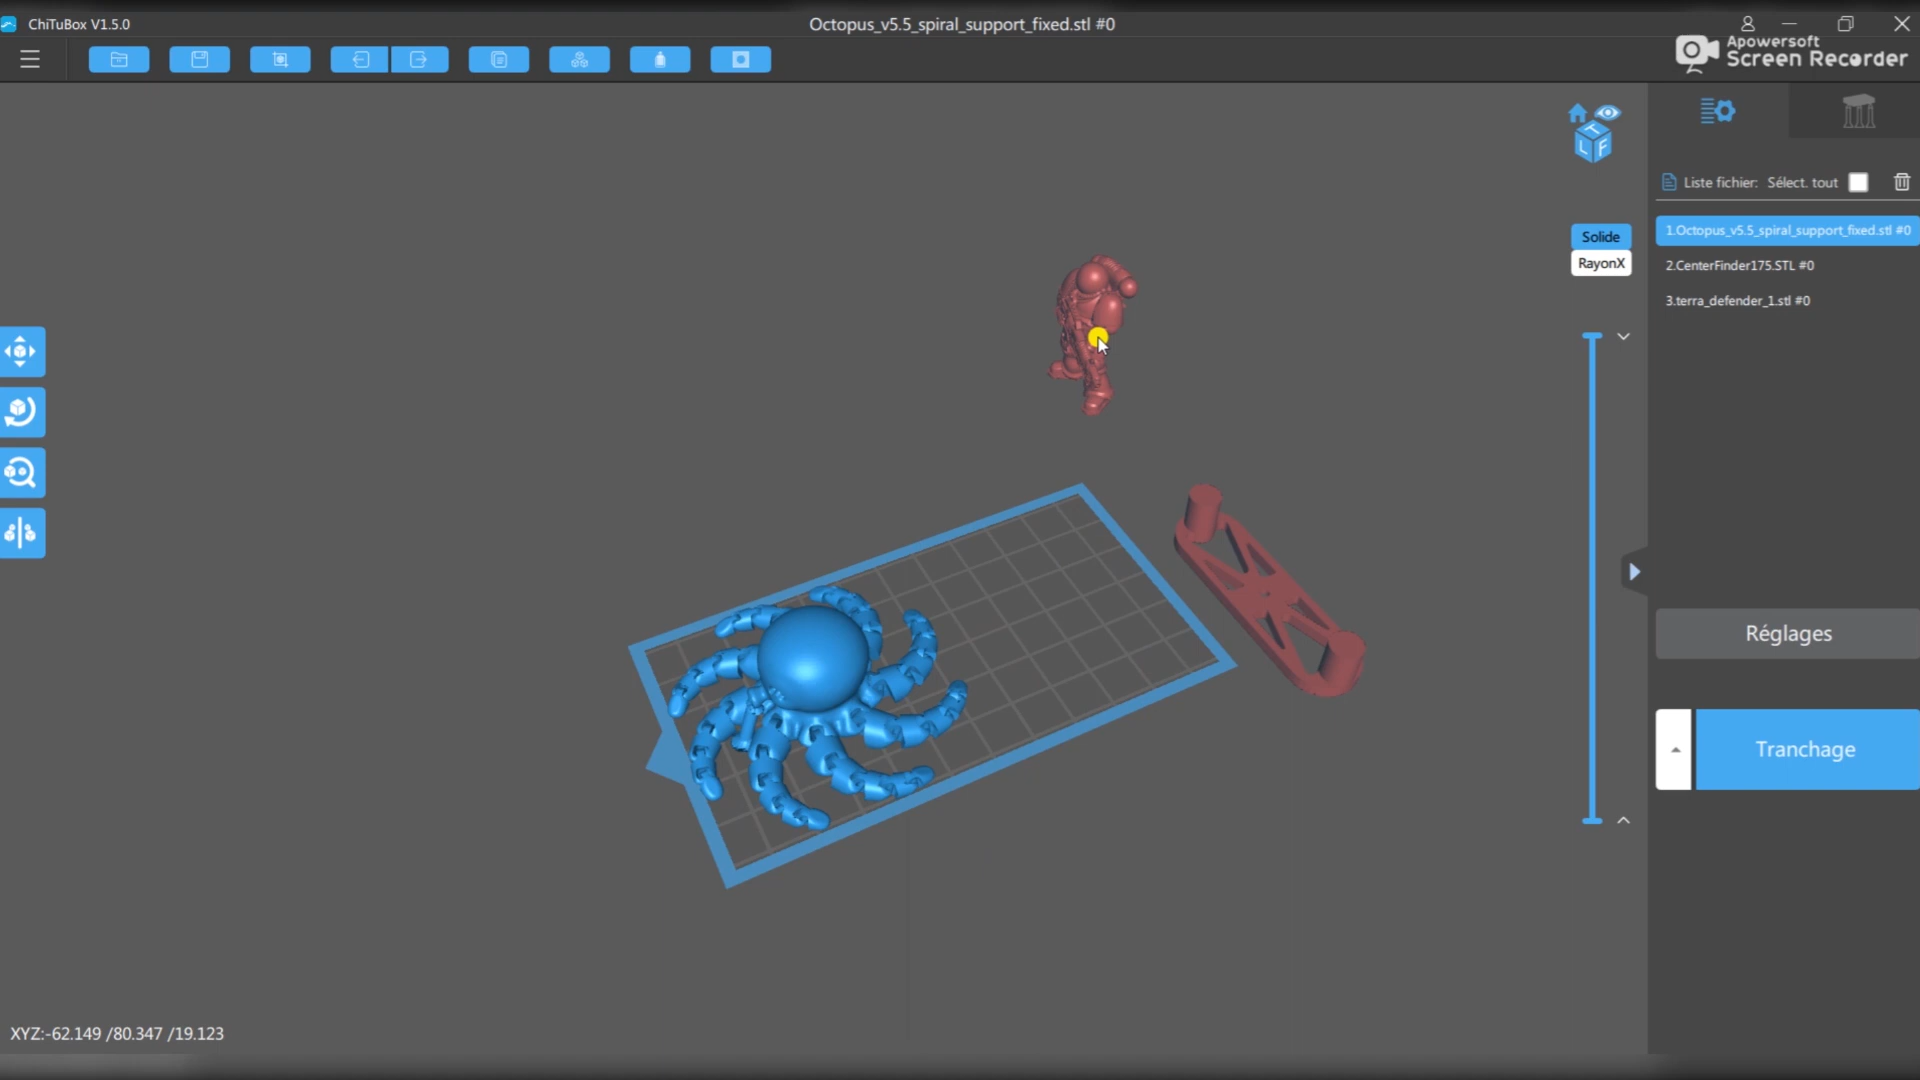 ChiTuBox V1.5.0
Octopus_v5.5_spiral_support_fixed.stl #0
Apowersoft
Screen Recorder
T
L F
Liste fichier: Sélect. tout
1.Octopus_v5.5_spiral_support_fixed.stl #0
Solide
RayonX
2.CenterFinder175.STL #0
3.terra_defender_1.stl #0
Réglages
Tranchage
XYZ:-62.149 /80.347 /19.123